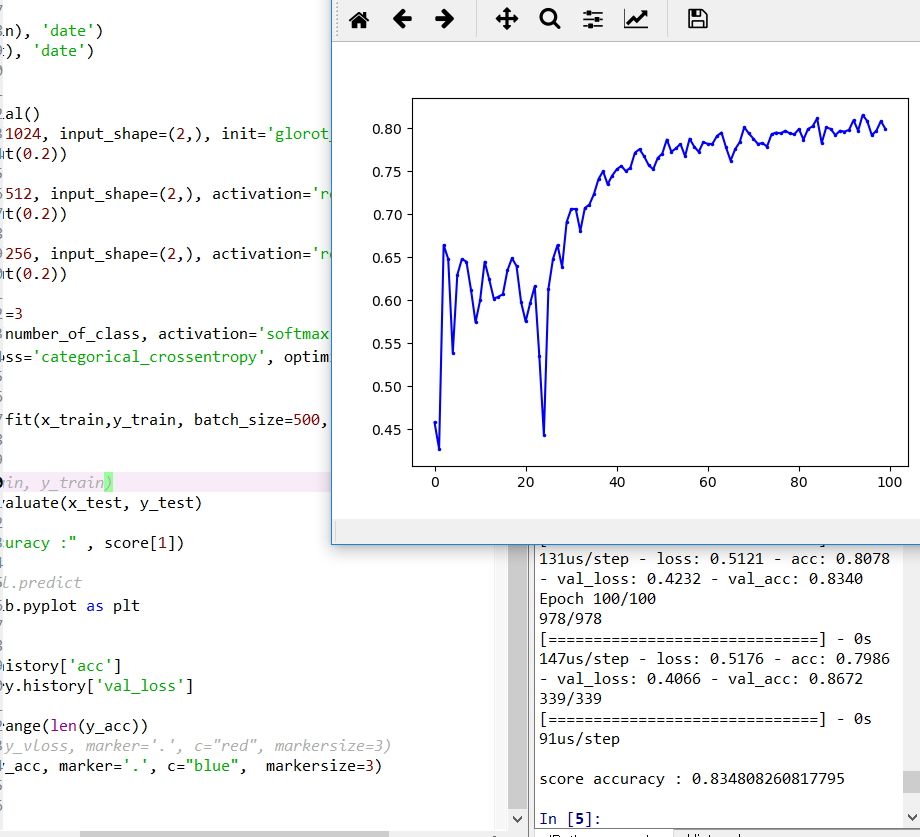 n), 'date')
), 'date')
al()
1024, input_shape=(2,), init='glorot_
t(0.2))
512, input_shape=(2,), activation='re
t(0.2))
256, input_shape=(2,), activation='re
t(0.2))
=3
number_of_class, activation='softmax
ss='categorical_crossentropy', optim
fit(x_train,y_train, batch_size=500,
in, y_train)
aluate(x_test, y_test)
uracy :" , score[1])
l.predict
b.pyplot as plt
istory['acc']
y.history['val_loss']
ange(len(y_acc))
y_vloss, marker='.', c="red", markersize=3)
_acc, marker='.', c="blue",  markersize=3)
0.80
0.75
0.70
0.65
0.60
0.55
0.50
0.45
0 20 40 60 80 100
131us/step - loss: 0.5121 - acc: 0.8078
- val_loss: 0.4232 - val_acc: 0.8340
Epoch 100/100
978/978
[==============================] - 0s
147us/step - loss: 0.5176 - acc: 0.7986
- val_loss: 0.4066 - val_acc: 0.8672
339/339
[==============================] - 0s
91us/step
score accuracy : 0.834808260817795
In [5]: